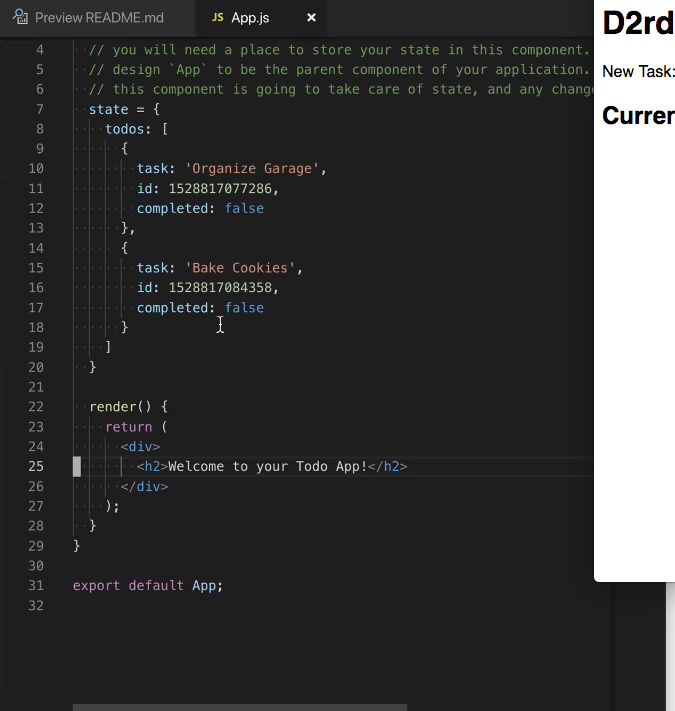 Preview README.md
JS App.js ×
4 // you will need a place to store your state in this component.
5 // design `App` to be the parent component of your application.
6 // this component is going to take care of state, and any chang
7 state = {
8 todos: [
9 {
10 task: 'Organize Garage',
11 id: 1528817077286,
12 completed: false
13 },
14 {
15 task: 'Bake Cookies',
16 id: 1528817084358,
17 completed: false
18 }
19 ]
20 }
21
22 render() {
23 return (
24 <div>
25 <h2>Welcome to your Todo App!</h2>
26 </div>
27 );
28 }
29 }
30
31 export default App;
32
D2rd
New Task:
Curren